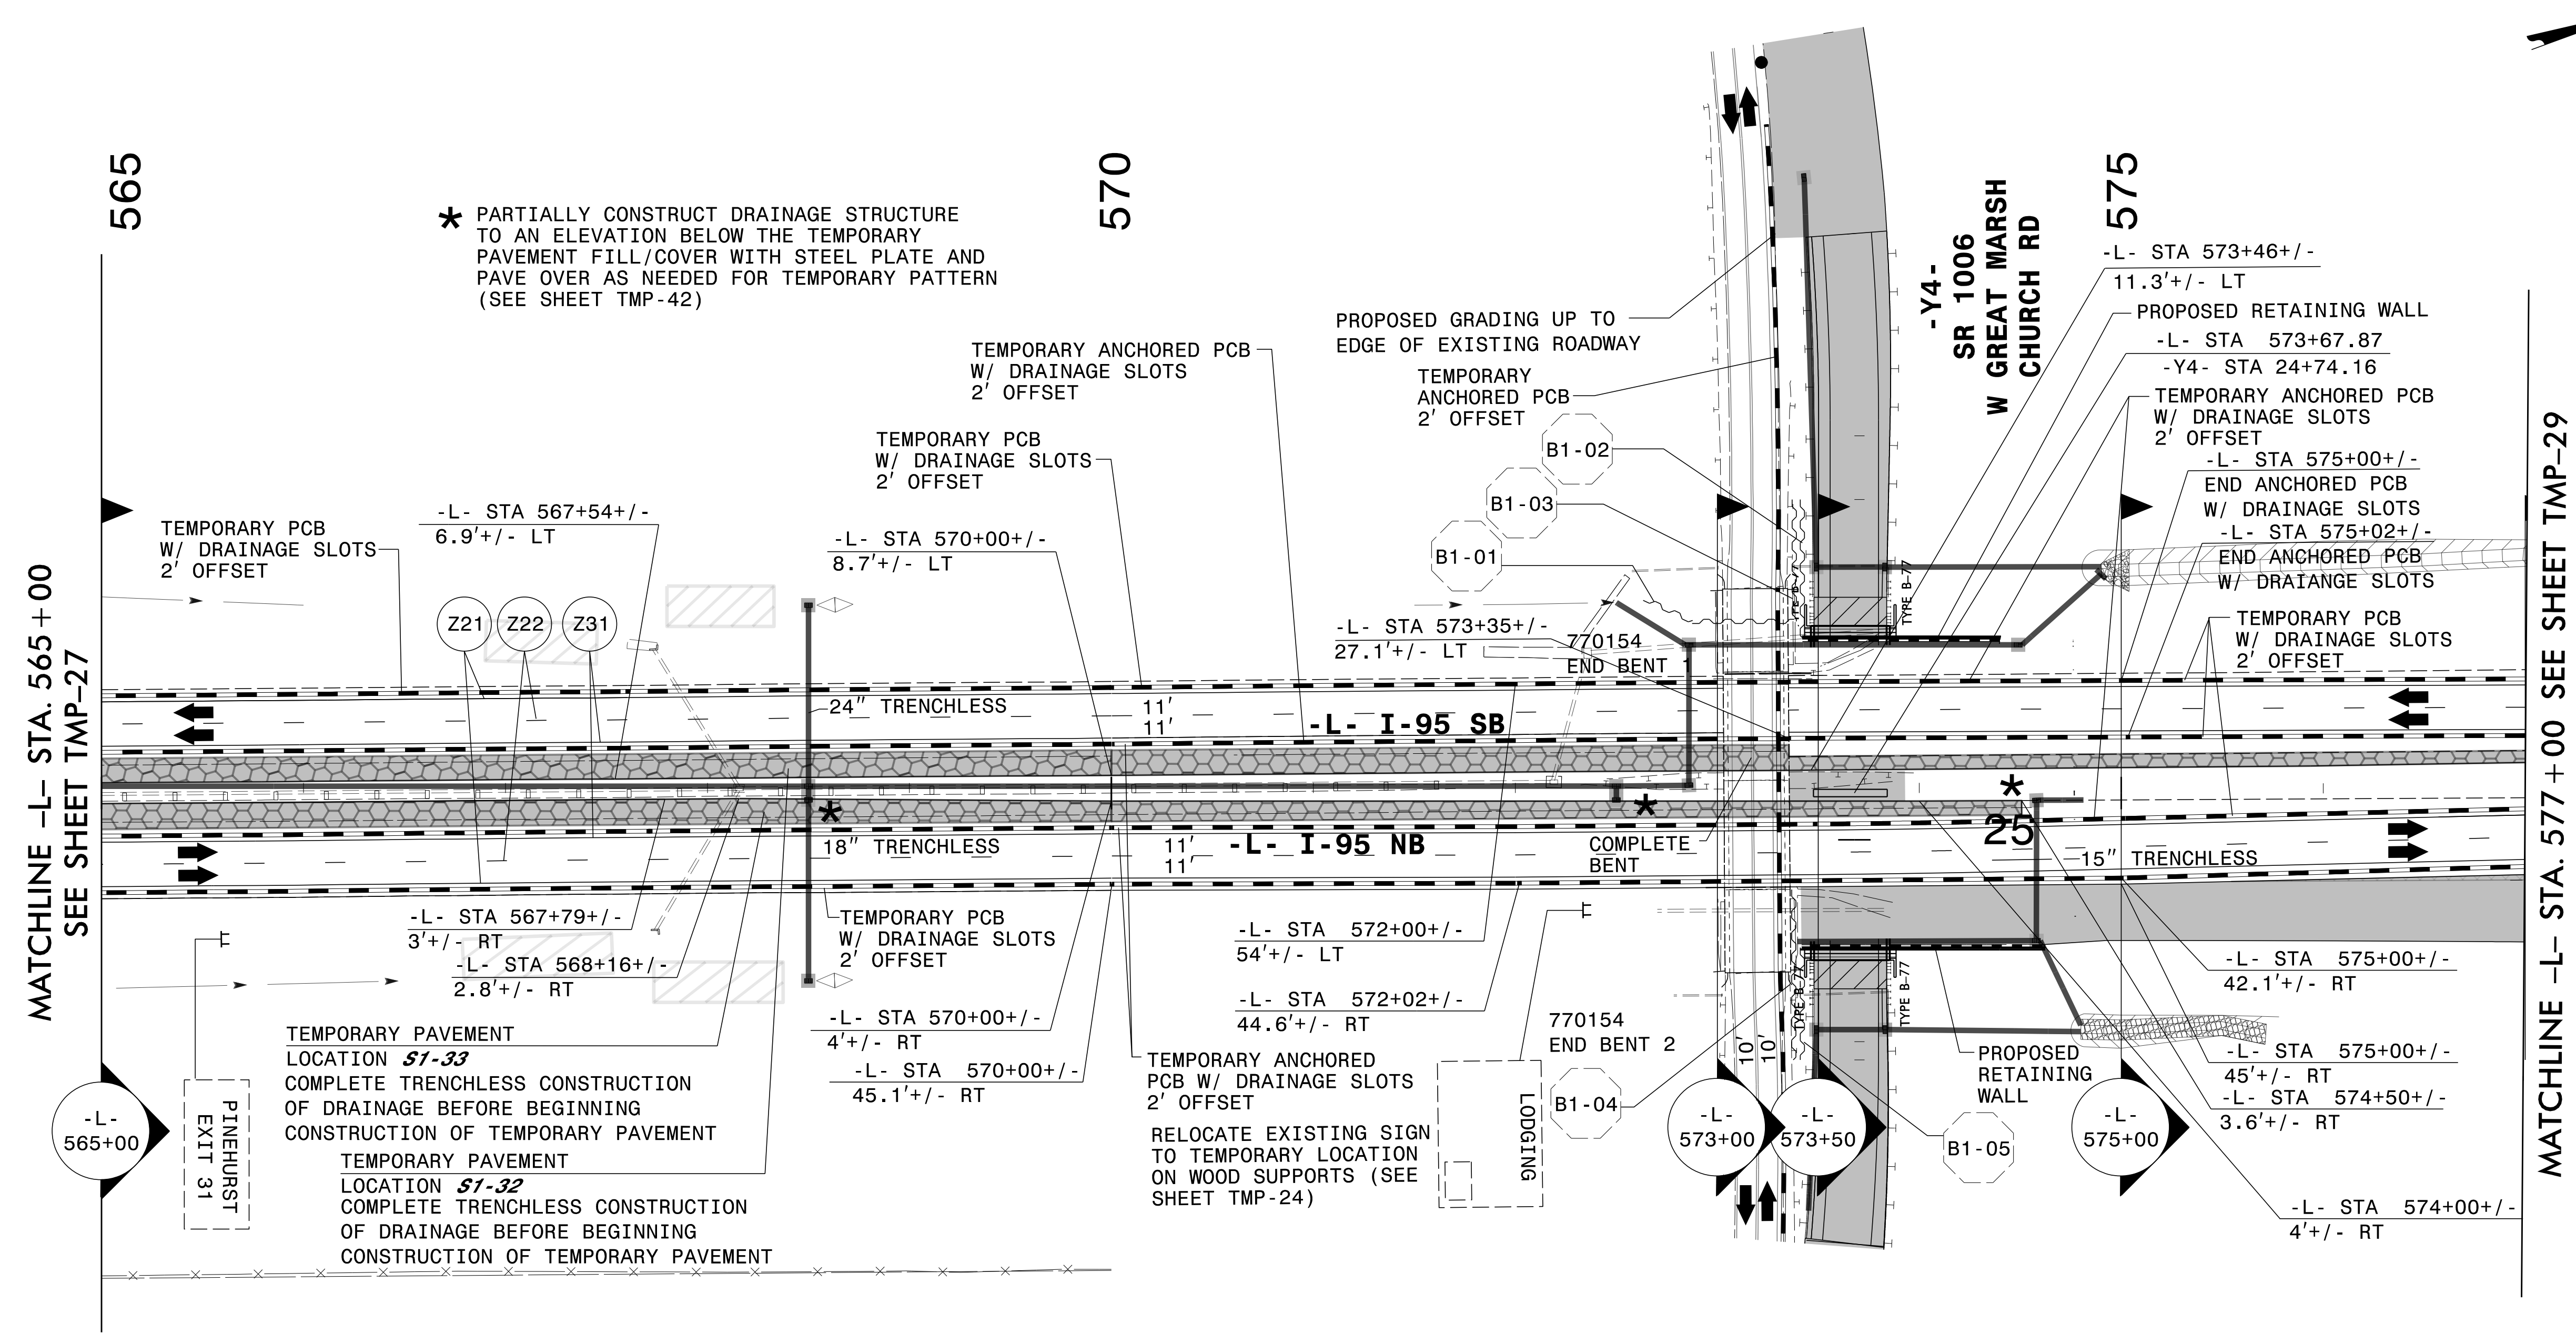 MATCHLINE -L- STA. 565+00
SEE SHEET TMP-27
565
570
575
* PARTIALLY CONSTRUCT DRAINAGE STRUCTURE
TO AN ELEVATION BELOW THE TEMPORARY
PAVEMENT FILL/COVER WITH STEEL PLATE AND
PAVE OVER AS NEEDED FOR TEMPORARY PATTERN
(SEE SHEET TMP-42)
TEMPORARY PCB
W/ DRAINAGE SLOTS
2' OFFSET
-L- STA 567+54+/-
6.9'+/- LT
Z21
Z22
Z31
TEMPORARY ANCHORED PCB
W/ DRAINAGE SLOTS
2' OFFSET
TEMPORARY PCB
W/ DRAINAGE SLOTS
2' OFFSET
-L- STA 570+00+/-
8.7'+/- LT
PROPOSED GRADING UP TO
EDGE OF EXISTING ROADWAY
TEMPORARY
ANCHORED PCB
2' OFFSET
B1-02
B1-03
B1-01
-L- STA 573+35+/-
27.1'+/- LT
770154
END BENT 1
-Y4-
SR 1006
W GREAT MARSH
CHURCH RD
-L- STA 573+46+/-
11.3'+/- LT
PROPOSED RETAINING WALL
-L- STA 573+67.87
-Y4- STA 24+74.16
TEMPORARY ANCHORED PCB
W/ DRAINAGE SLOTS
2' OFFSET
-L- STA 575+00+/-
END ANCHORED PCB
W/ DRAINAGE SLOTS
-L- STA 575+02+/-
END ANCHORED PCB
W/ DRAIANGE SLOTS
TEMPORARY PCB
W/ DRAINAGE SLOTS
2' OFFSET
TYPE B-77
TYPE B-77
24" TRENCHLESS
11'
11'
-L- I-95 SB
*
*
*
25
18" TRENCHLESS
11'
11'
-L- I-95 NB
COMPLETE
BENT
15" TRENCHLESS
-L- STA 567+79+/-
3'+/- RT
-L- STA 568+16+/-
2.8'+/- RT
TEMPORARY PCB
W/ DRAINAGE SLOTS
2' OFFSET
-L- STA 570+00+/-
4'+/- RT
-L- STA 570+00+/-
45.1'+/- RT
-L- STA 572+00+/-
54'+/- LT
-L- STA 572+02+/-
44.6'+/- RT
770154
END BENT 2
TYPE B-77
TYPE B-77
10'
10'
TEMPORARY PAVEMENT
LOCATION S1-33
COMPLETE TRENCHLESS CONSTRUCTION
OF DRAINAGE BEFORE BEGINNING
CONSTRUCTION OF TEMPORARY PAVEMENT
TEMPORARY PAVEMENT
LOCATION S1-32
COMPLETE TRENCHLESS CONSTRUCTION
OF DRAINAGE BEFORE BEGINNING
CONSTRUCTION OF TEMPORARY PAVEMENT
-L-
565+00
PINEHURST
EXIT 31
TEMPORARY ANCHORED
PCB W/ DRAINAGE SLOTS
2' OFFSET
RELOCATE EXISTING SIGN
TO TEMPORARY LOCATION
ON WOOD SUPPORTS (SEE
SHEET TMP-24)
LODGING
B1-04
-L-
573+00
-L-
573+50
B1-05
PROPOSED
RETAINING
WALL
-L-
575+00
-L- STA 575+00+/-
42.1'+/- RT
-L- STA 575+00+/-
45'+/- RT
-L- STA 574+50+/-
3.6'+/- RT
-L- STA 574+00+/-
4'+/- RT
MATCHLINE -L- STA. 577+00 SEE SHEET TMP-29